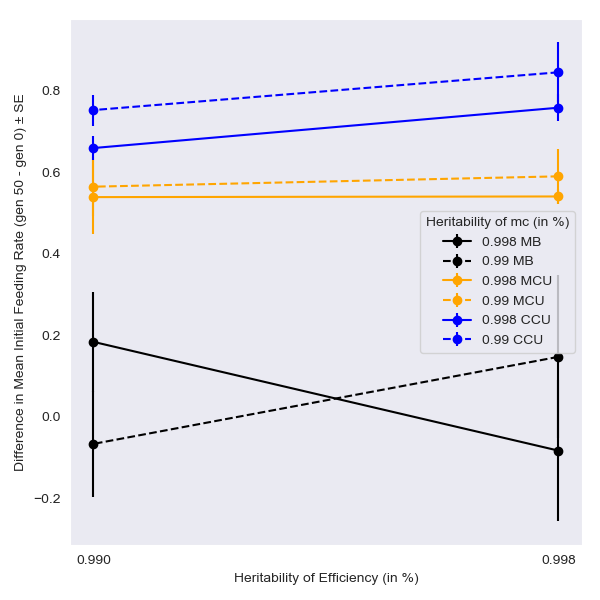 Difference in Mean Initial Feeding Rate (gen 50 - gen 0) ± SE
0.8
0.6
0.4
0.2
0.0
−0.2
Heritability of mc (in %)
0.998 MB
0.99 MB
0.998 MCU
0.99 MCU
0.998 CCU
0.99 CCU
0.990
0.998
Heritability of Efficiency (in %)